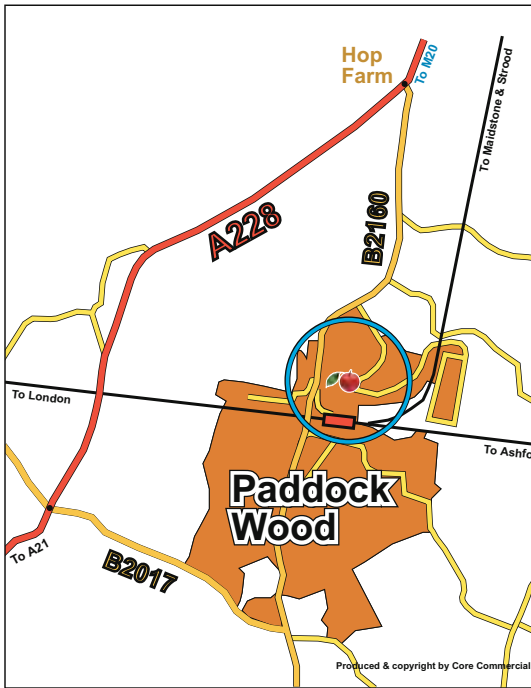 Hop
Farm
To M20
To Maidstone & Strood
A228
B2160
To London
To Ashfo
Paddock
Wood
To A21
B2017
Produced & copyright by Core Commercial